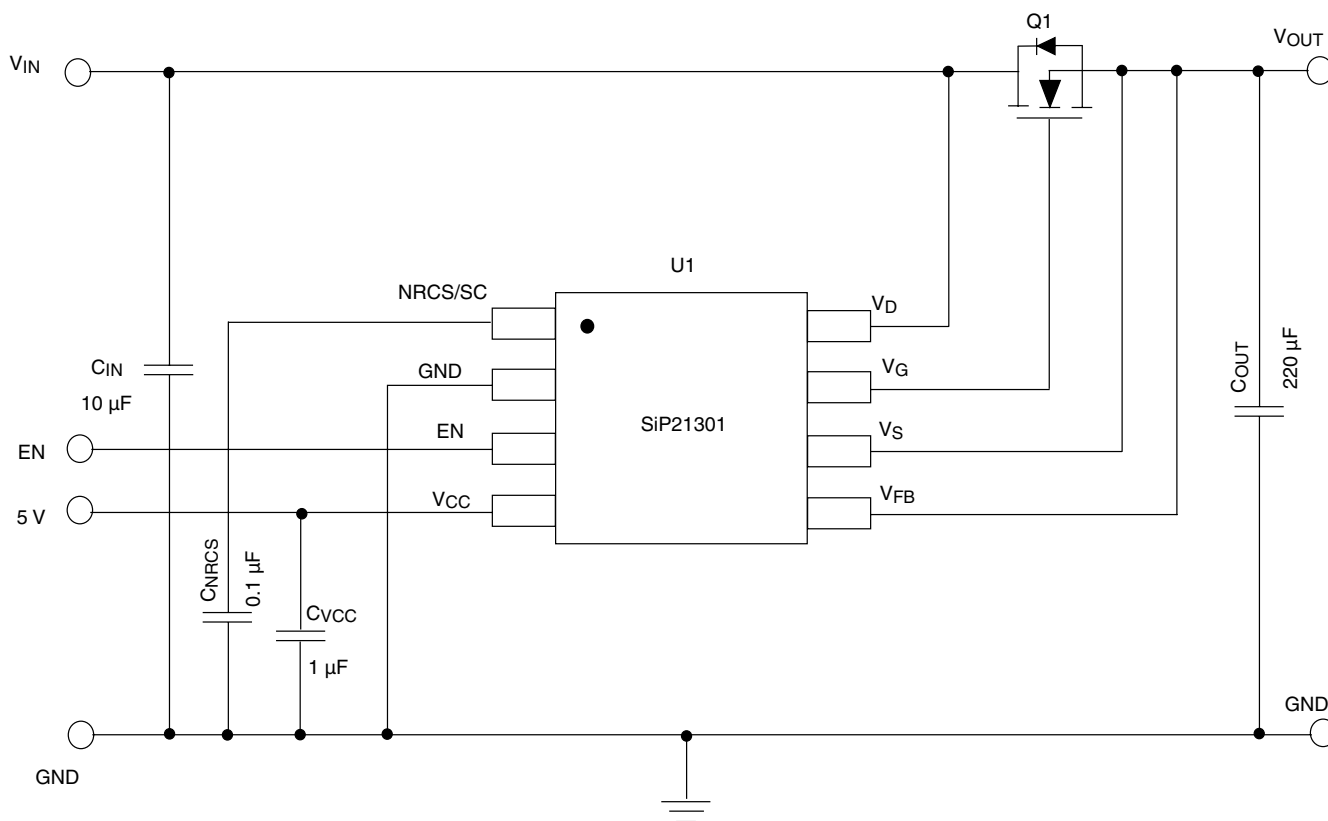 Q1
VIN
VOUT
U1
NRCS/SC
VD
CIN
10 µF
GND
VG
COUT
220 µF
SiP21301
EN
EN
VS
5 V
VCC
VFB
CNRCS
0.1 µF
CVCC
1 µF
GND
GND